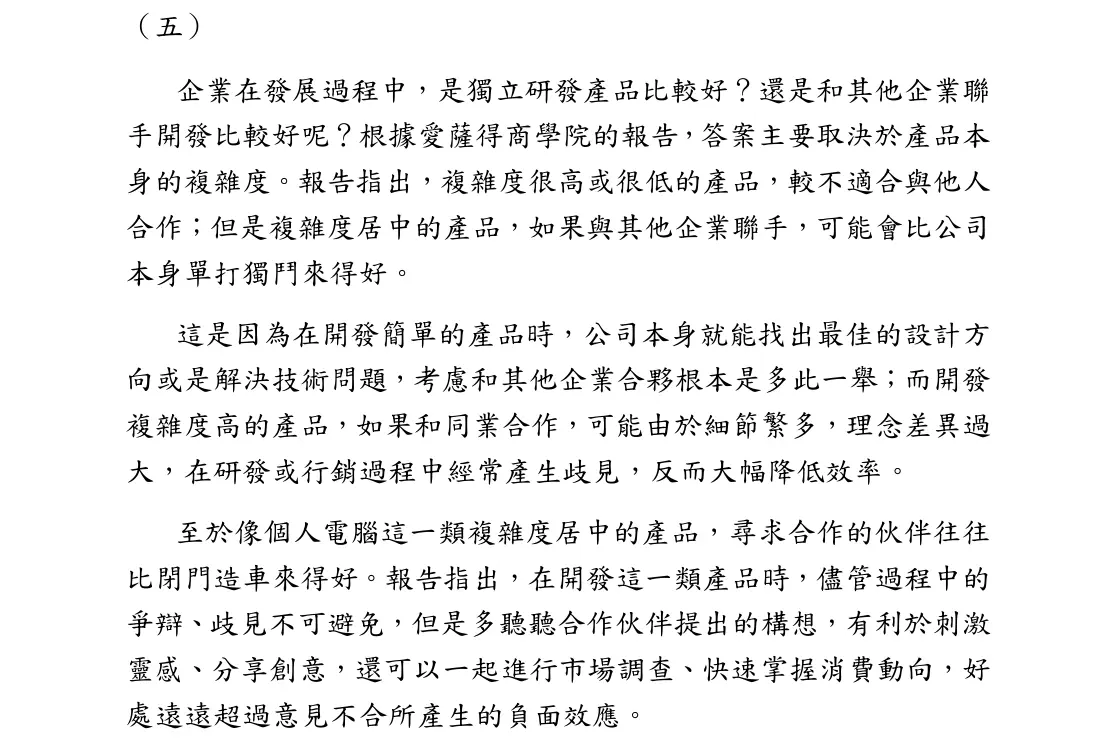 （五）
企業在發展過程中，是獨立研發產品比較好？還是和其他企業聯
手開發比較好呢？根據愛薩得商學院的報告，答案主要取決於產品本
身的複雜度。報告指出，複雜度很高或很低的產品，較不適合與他人
合作；但是複雜度居中的產品，如果與其他企業聯手，可能會比公司
本身單打獨鬥來得好。
這是因為在開發簡單的產品時，公司本身就能找出最佳的設計方
向或是解決技術問題，考慮和其他企業合夥根本是多此一舉；而開發
複雜度高的產品，如果和同業合作，可能由於細節繁多，理念差異過
大，在研發或行銷過程中經常產生歧見，反而大幅降低效率。
至於像個人電腦這一類複雜度居中的產品，尋求合作的伙伴往往
比閉門造車來得好。報告指出，在開發這一類產品時，儘管過程中的
爭辯、歧見不可避免，但是多聽聽合作伙伴提出的構想，有利於刺激
靈感、分享創意，還可以一起進行市場調查、快速掌握消費動向，好
處遠遠超過意見不合所產生的負面效應。